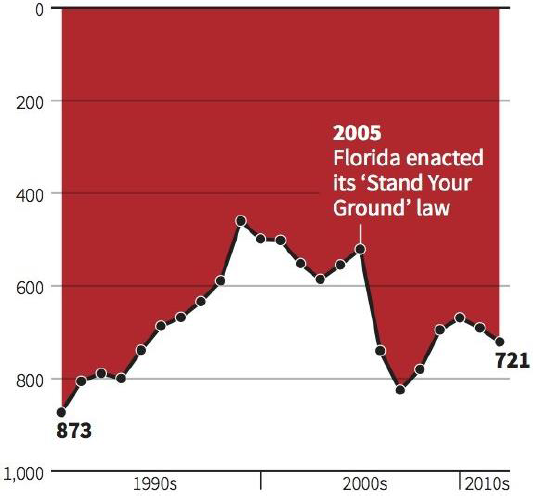 0
200
2005
Florida enacted
its ‘Stand Your
Ground’ law
400
600
721
800
873
1,000
1990s
2000s
2010s